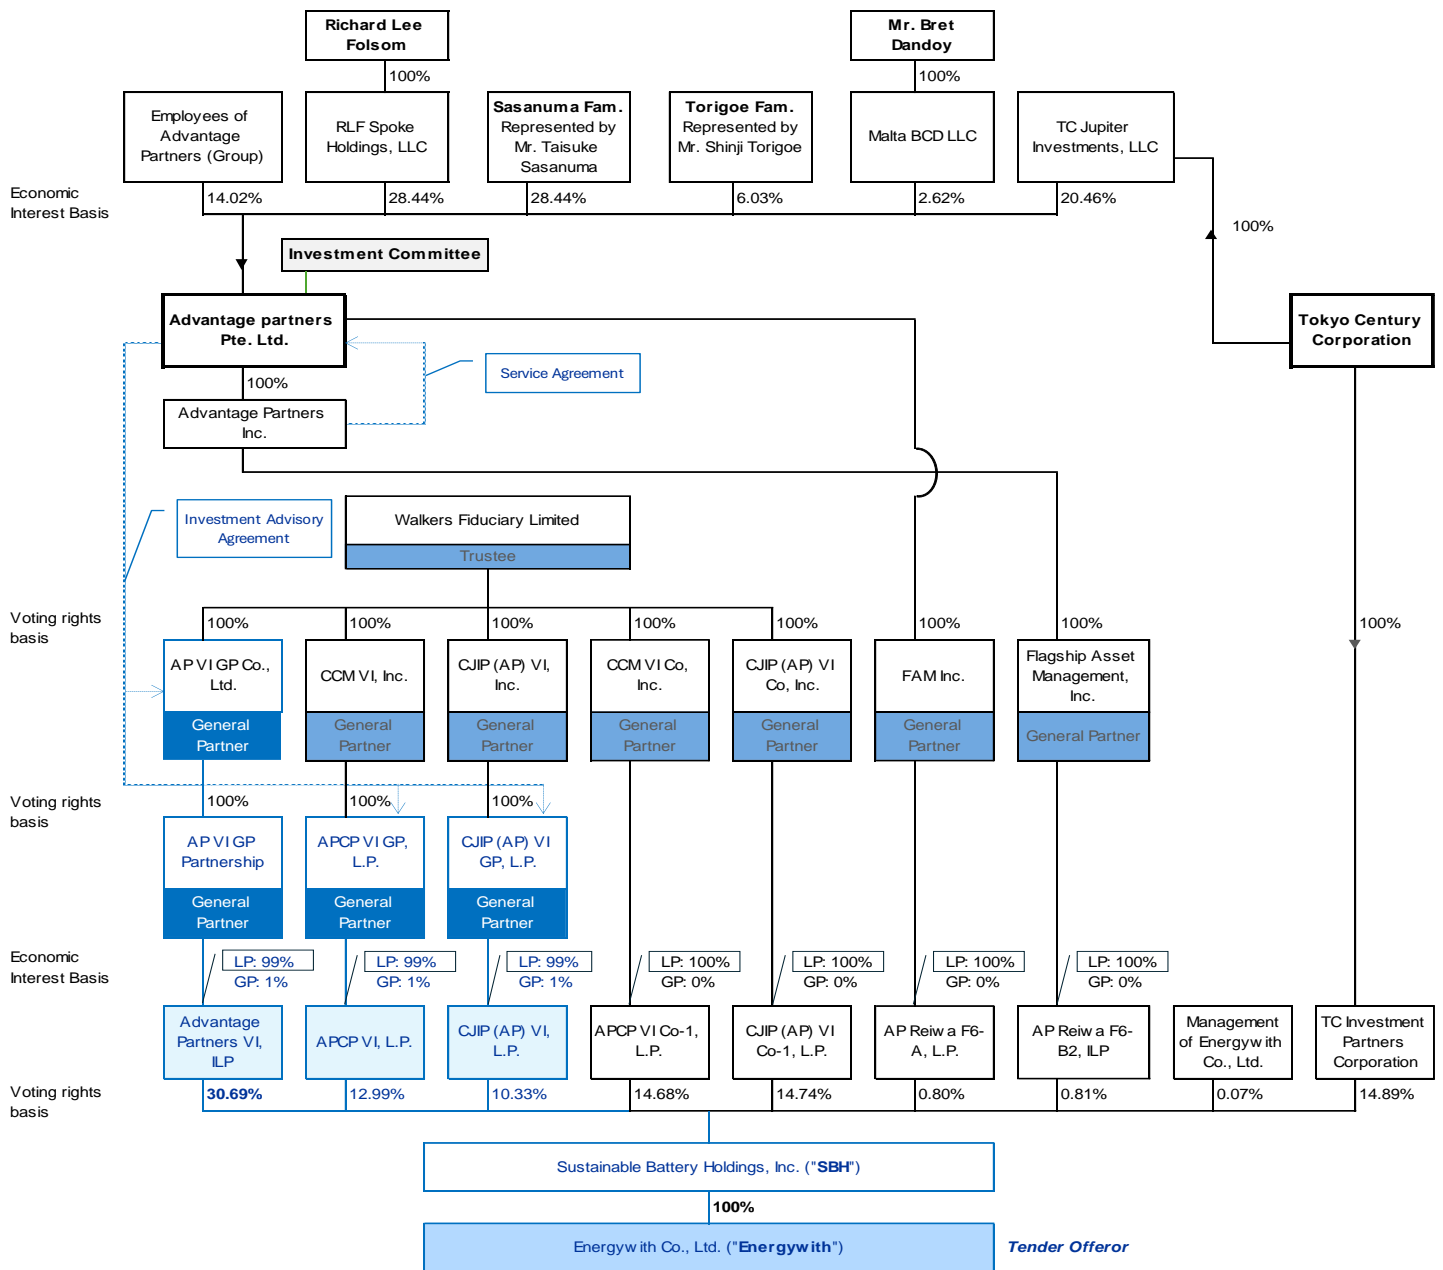 Richard Lee
Folsom
Mr. Bret
Dandoy
100%
100%
Employees of
Advantage
Partners (Group)
RLF Spoke
Holdings, LLC
Sasanuma Fam.
Represented by
Mr. Taisuke
Sasanuma
Torigoe Fam.
Represented by
Mr. Shinji Torigoe
Malta BCD LLC
TC Jupiter
Investments, LLC
Economic
Interest Basis
14.02%
28.44%
28.44%
6.03%
2.62%
20.46%
100%
Investment Committee
Advantage partners
Pte. Ltd.
Tokyo Century
Corporation
Service Agreement
100%
Advantage Partners
Inc.
Investment Advisory
Agreement
Walkers Fiduciary Limited
Trustee
Voting rights
basis
100%
100%
100%
100%
100%
100%
100%
100%
AP VI GP Co.,
Ltd.
General
Partner
CCM VI, Inc.
General
Partner
CJIP (AP) VI,
Inc.
General
Partner
CCM VI Co,
Inc.
General
Partner
CJIP (AP) VI
Co, Inc.
General
Partner
FAM Inc.
General
Partner
Flagship Asset
Management,
Inc.
General Partner
Voting rights
basis
100%
100%
100%
AP VI GP
Partnership
General
Partner
APCP VI GP,
L.P.
General
Partner
CJIP (AP) VI
GP, L.P.
General
Partner
Economic
Interest Basis
LP: 99%
GP: 1%
LP: 99%
GP: 1%
LP: 99%
GP: 1%
LP: 100%
GP: 0%
LP: 100%
GP: 0%
LP: 100%
GP: 0%
LP: 100%
GP: 0%
Advantage
Partners VI,
ILP
APCP VI, L.P.
CJIP (AP) VI,
L.P.
APCP VI Co-1,
L.P.
CJIP (AP) VI
Co-1, L.P.
AP Reiwa F6-
A, L.P.
AP Reiwa F6-
B2, ILP
Management
of Energywith
Co., Ltd.
TC Investment
Partners
Corporation
Voting rights
basis
30.69%
12.99%
10.33%
14.68%
14.74%
0.80%
0.81%
0.07%
14.89%
Sustainable Battery Holdings, Inc. ("SBH")
100%
Energywith Co., Ltd. ("Energywith")
Tender Offeror